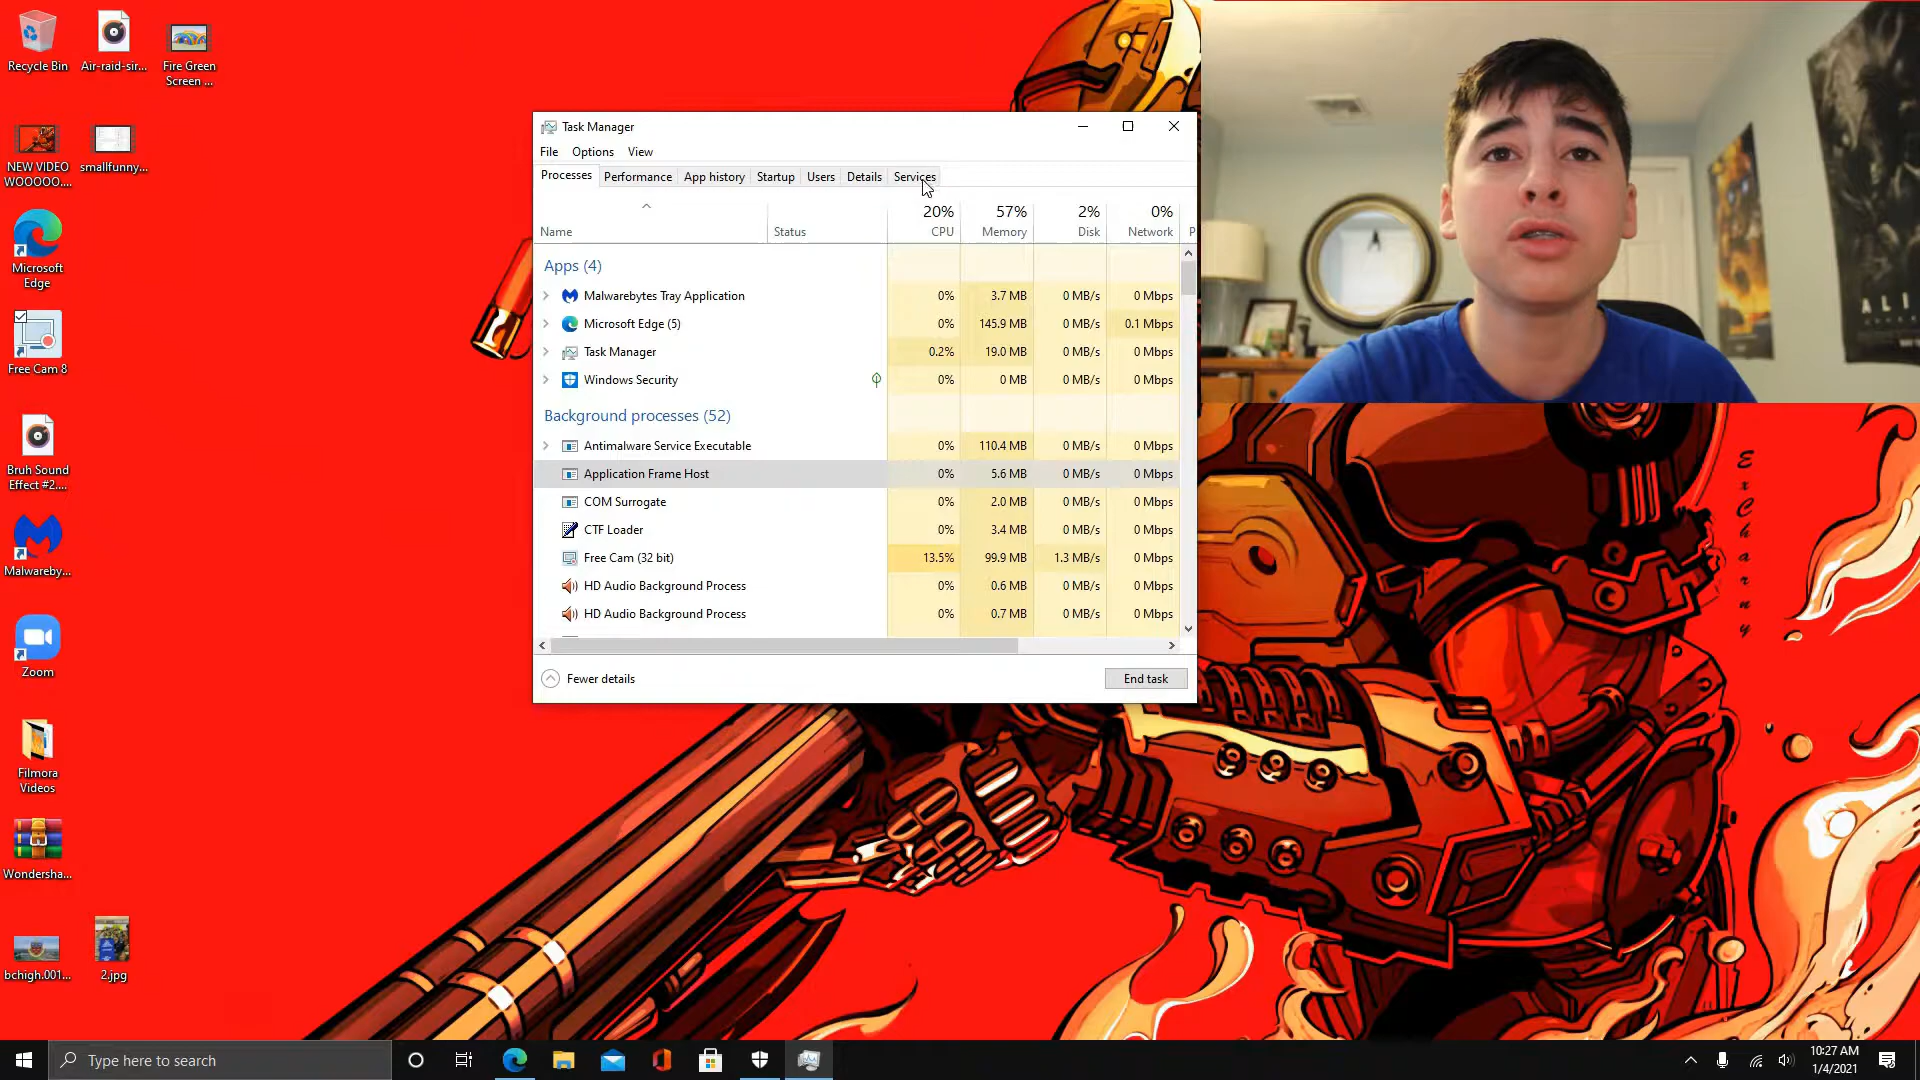 Recycle Bin
Air-raid-sir...
Fire Green
Screen ...
NEW VIDEO
WOOOOO....
smallfunny...
Microsoft
Edge
Free Cam 8
Bruh Sound
Effect #2....
Malwareby...
Zoom
Filmora
Videos
Wondersha...
bchigh.001...
2.jpg
Task Manager
File Options View
Processes Performance App history Startup Users Details Services
20% 57% 2% 0%
Name Status CPU Memory Disk Network P
Apps (4)
Malwarebytes Tray Application 0% 3.7 MB 0 MB/s 0 Mbps
Microsoft Edge (5) 0% 145.9 MB 0 MB/s 0.1 Mbps
Task Manager 0.2% 19.0 MB 0 MB/s 0 Mbps
Windows Security 0% 0 MB 0 MB/s 0 Mbps
Background processes (52)
Antimalware Service Executable 0% 110.4 MB 0 MB/s 0 Mbps
Application Frame Host 0% 5.6 MB 0 MB/s 0 Mbps
COM Surrogate 0% 2.0 MB 0 MB/s 0 Mbps
CTF Loader 0% 3.4 MB 0 MB/s 0 Mbps
Free Cam (32 bit) 13.5% 99.9 MB 1.3 MB/s 0 Mbps
HD Audio Background Process 0% 0.6 MB 0 MB/s 0 Mbps
HD Audio Background Process 0% 0.7 MB 0 MB/s 0 Mbps
Fewer details End task
ALI
ExCharny
Type here to search
10:27 AM
1/4/2021